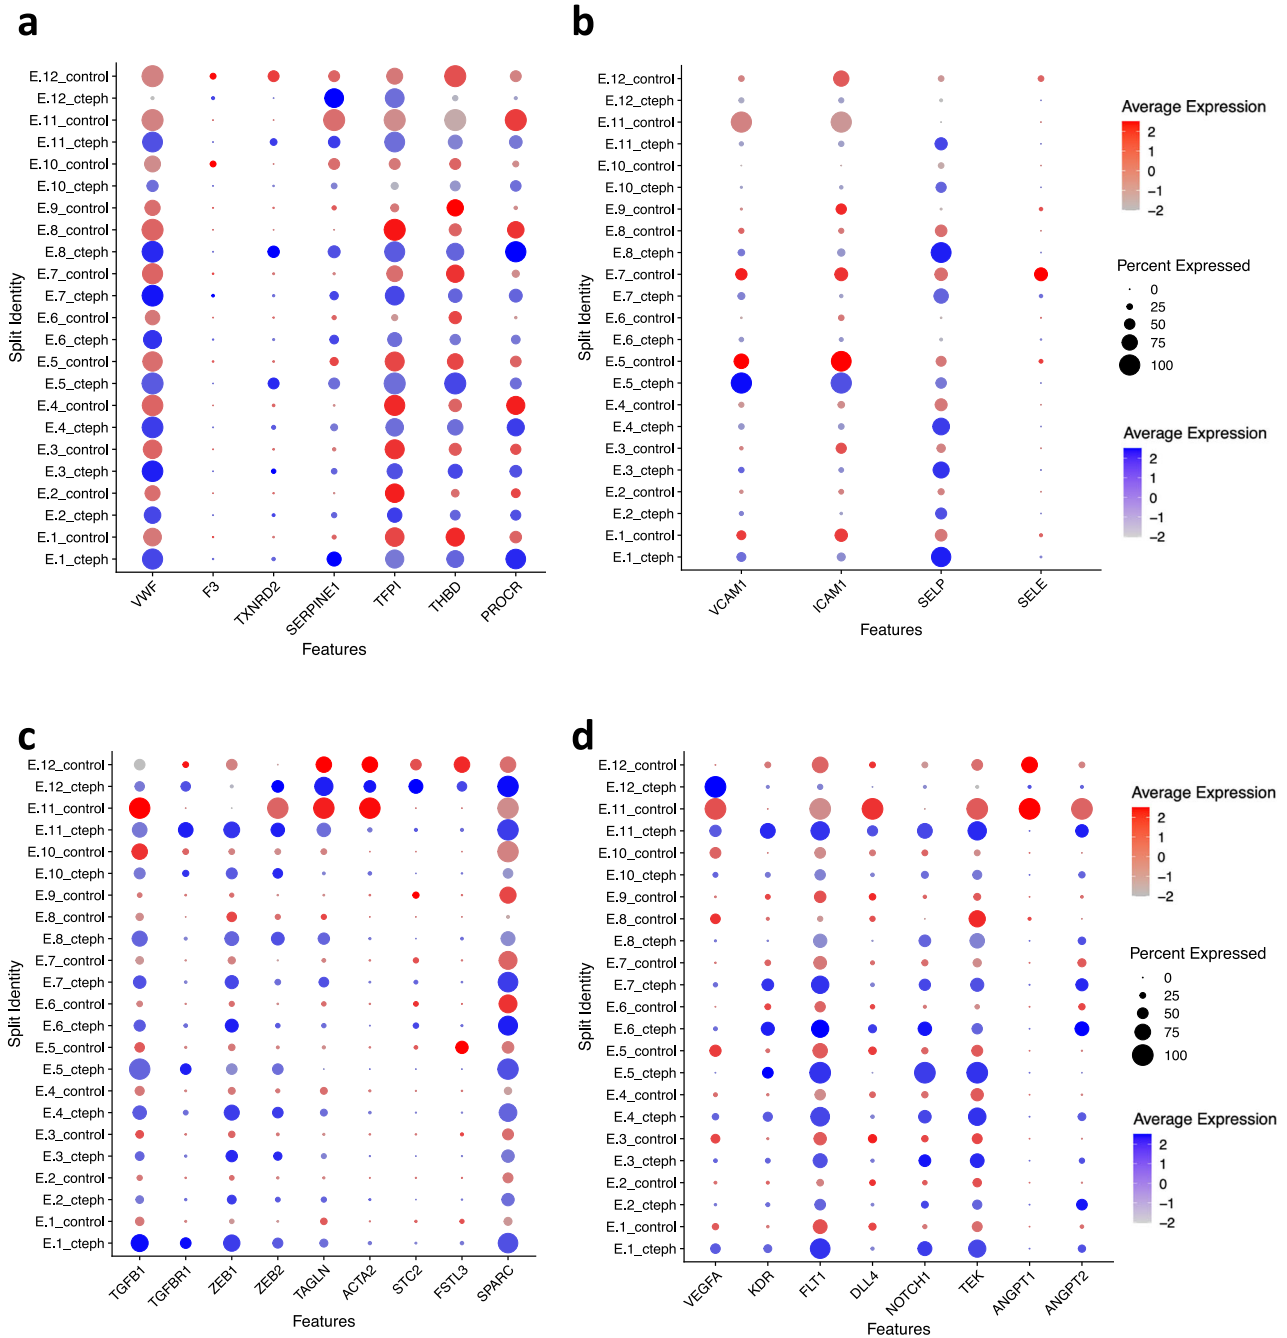 a
E.12_control
E.12_cteph
E.11_control
E.11_cteph
E.10_control
E.10_cteph
E.9_control
E.8_control
E.8_cteph
E.7_control
E.7_cteph
E.6_control
E.6_cteph
E.5_control
E.5_cteph
E.4_control
E.4_cteph
E.3_control
E.3_cteph
E.2_control
E.2_cteph
E.1_control
E.1_cteph
Split Identity
VWF
F3
TXNRD2
SERPINE1
TFPI
THBD
PROCR
Features
b
E.12_control
E.12_cteph
E.11_control
E.11_cteph
E.10_control
E.10_cteph
E.9_control
E.8_control
E.8_cteph
E.7_control
E.7_cteph
E.6_control
E.6_cteph
E.5_control
E.5_cteph
E.4_control
E.4_cteph
E.3_control
E.3_cteph
E.2_control
E.2_cteph
E.1_control
E.1_cteph
Split Identity
VCAM1
ICAM1
SELP
SELE
Features
Average Expression
2
1
0
−1
−2
Percent Expressed
0
25
50
75
100
Average Expression
2
1
0
−1
−2
c
E.12_control
E.12_cteph
E.11_control
E.11_cteph
E.10_control
E.10_cteph
E.9_control
E.8_control
E.8_cteph
E.7_control
E.7_cteph
E.6_control
E.6_cteph
E.5_control
E.5_cteph
E.4_control
E.4_cteph
E.3_control
E.3_cteph
E.2_control
E.2_cteph
E.1_control
E.1_cteph
Split Identity
TGFB1
TGFBR1
ZEB1
ZEB2
TAGLN
ACTA2
STC2
FSTL3
SPARC
Features
d
E.12_control
E.12_cteph
E.11_control
E.11_cteph
E.10_control
E.10_cteph
E.9_control
E.8_control
E.8_cteph
E.7_control
E.7_cteph
E.6_control
E.6_cteph
E.5_control
E.5_cteph
E.4_control
E.4_cteph
E.3_control
E.3_cteph
E.2_control
E.2_cteph
E.1_control
E.1_cteph
Split Identity
VEGFA
KDR
FLT1
DLL4
NOTCH1
TEK
ANGPT1
ANGPT2
Features
Average Expression
2
1
0
−1
−2
Percent Expressed
0
25
50
75
100
Average Expression
2
1
0
−1
−2